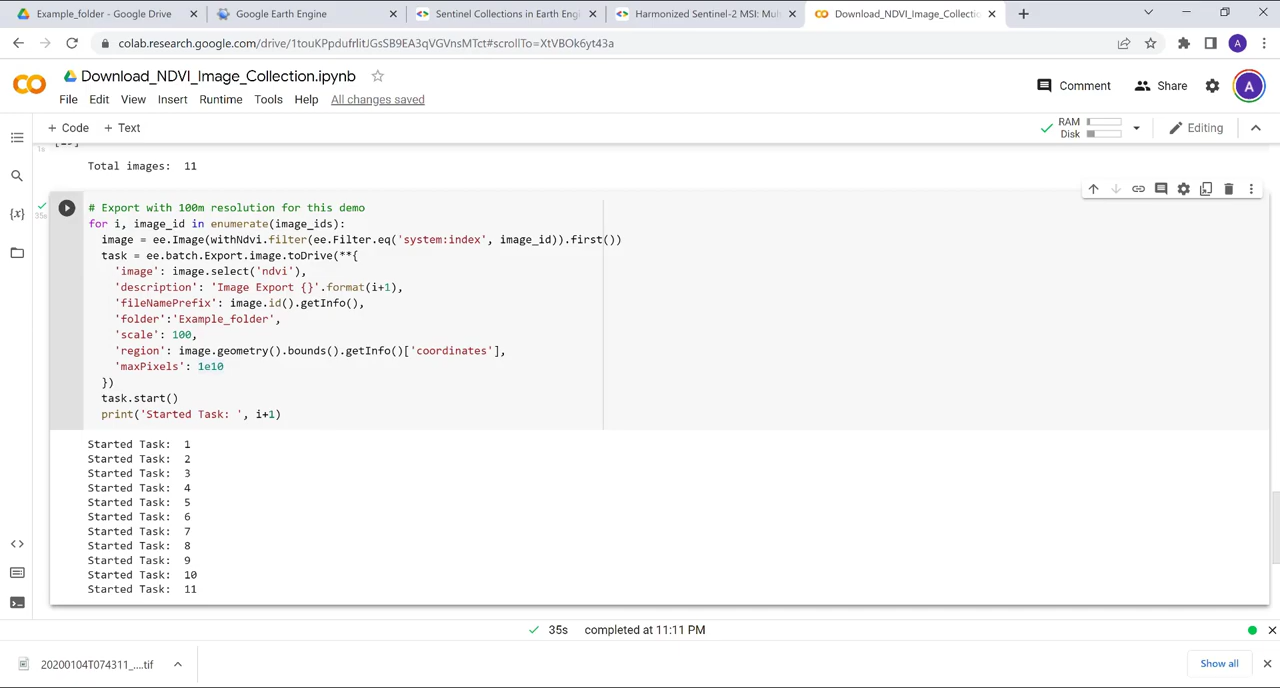 Example_folder - Google Drive
Google Earth Engine
Sentinel Collections in Earth Engi
Harmonized Sentinel-2 MSI: Mul
Download_NDVI_Image_Collectio
colab.research.google.com/drive/1touKPpdufrlitJGsSB9EA3qVGVnsMTct#scrollTo=XtVBOk6yt43a
A
Download_NDVI_Image_Collection.ipynb
File Edit View Insert Runtime Tools Help All changes saved
Comment
Share
A
+ Code + Text
RAM
Disk
Editing
1s
Total images: 11
{x}
35s
# Export with 100m resolution for this demo
for i, image_id in enumerate(image_ids):
image = ee.Image(withNdvi.filter(ee.Filter.eq('system:index', image_id)).first())
task = ee.batch.Export.image.toDrive(**{
'image': image.select('ndvi'),
'description': 'Image Export {}'.format(i+1),
'fileNamePrefix': image.id().getInfo(),
'folder':'Example_folder',
'scale': 100,
'region': image.geometry().bounds().getInfo()['coordinates'],
'maxPixels': 1e10
})
task.start()
print('Started Task: ', i+1)
Started Task: 1
Started Task: 2
Started Task: 3
Started Task: 4
Started Task: 5
Started Task: 6
Started Task: 7
Started Task: 8
Started Task: 9
Started Task: 10
Started Task: 11
35s completed at 11:11 PM
20200104T074311_....tif
Show all